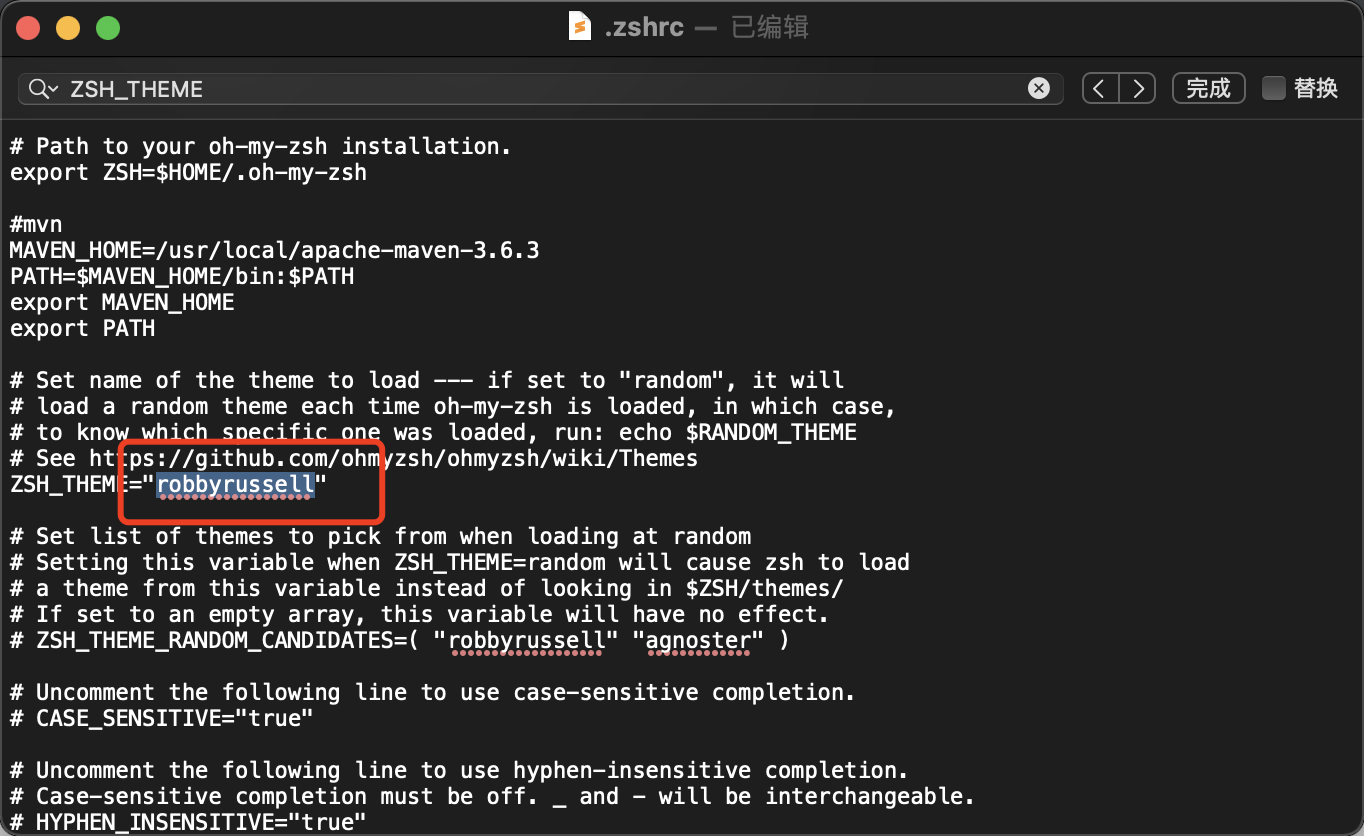 .zshrc — 已编辑
ZSH_THEME
完成
替换
# Path to your oh-my-zsh installation.
export ZSH=$HOME/.oh-my-zsh
#mvn
MAVEN_HOME=/usr/local/apache-maven-3.6.3
PATH=$MAVEN_HOME/bin:$PATH
export MAVEN_HOME
export PATH
# Set name of the theme to load --- if set to "random", it will
# load a random theme each time oh-my-zsh is loaded, in which case,
# to know which specific one was loaded, run: echo $RANDOM_THEME
# See https://github.com/ohmyzsh/ohmyzsh/wiki/Themes
ZSH_THEME="robbyrussell"
# Set list of themes to pick from when loading at random
# Setting this variable when ZSH_THEME=random will cause zsh to load
# a theme from this variable instead of looking in $ZSH/themes/
# If set to an empty array, this variable will have no effect.
# ZSH_THEME_RANDOM_CANDIDATES=( "robbyrussell" "agnoster" )
# Uncomment the following line to use case-sensitive completion.
# CASE_SENSITIVE="true"
# Uncomment the following line to use hyphen-insensitive completion.
# Case-sensitive completion must be off. _ and - will be interchangeable.
# HYPHEN_INSENSITIVE="true"